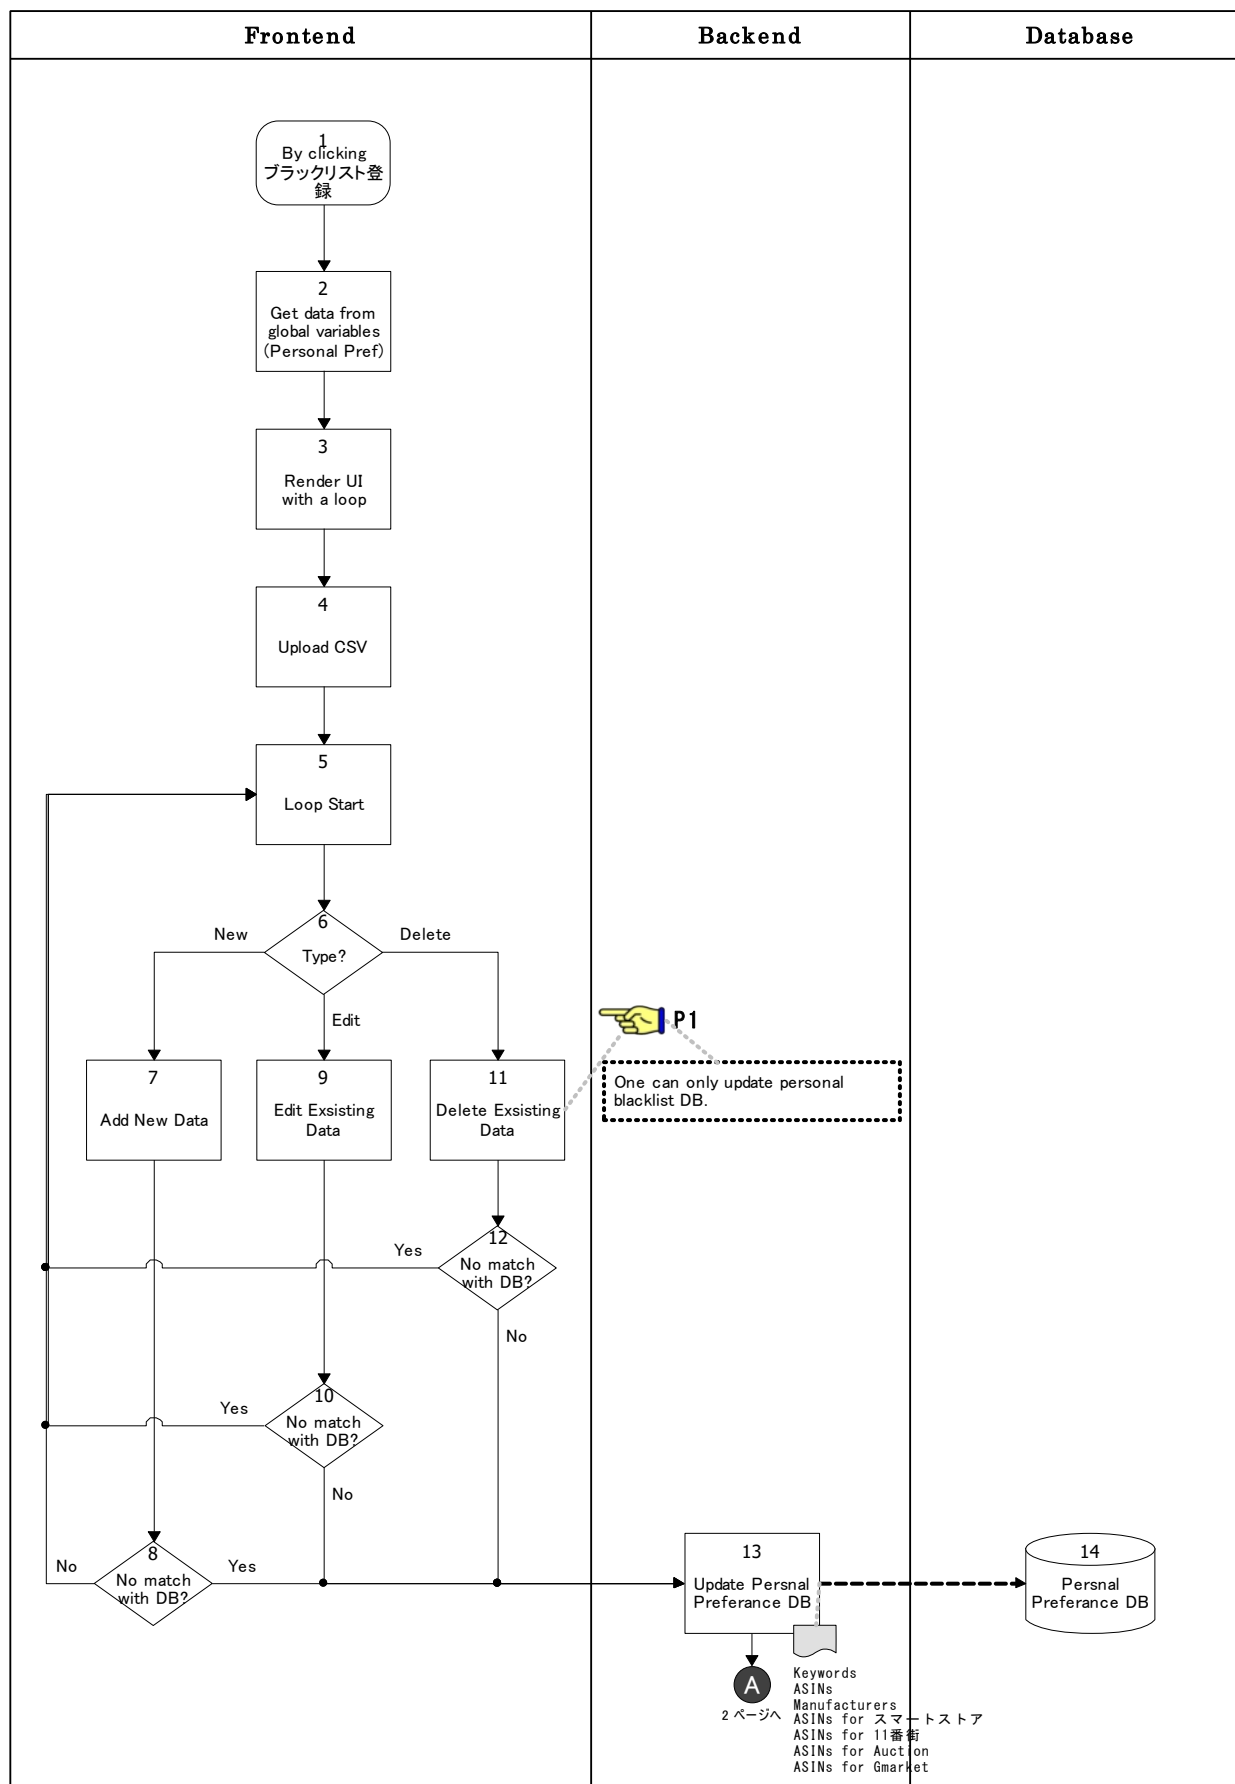 Frontend
Backend
Database
1
By clicking
ブラックリスト登
録
2
Get data from
global variables
(Personal Pref)
3
Render UI
with a loop
4
Upload CSV
5
Loop Start
6
Type?
New
Delete
Edit
P1
One can only update personal
blacklist DB.
7
Add New Data
9
Edit Exsisting
Data
11
Delete Exsisting
Data
12
No match
with DB?
Yes
No
10
No match
with DB?
Yes
No
8
No match
with DB?
No
Yes
13
Update Persnal
Preferance DB
14
Persnal
Preferance DB
A
2 ページへ
Keywords
ASINs
Manufacturers
ASINs for スマートストア
ASINs for 11番街
ASINs for Auction
ASINs for Gmarket